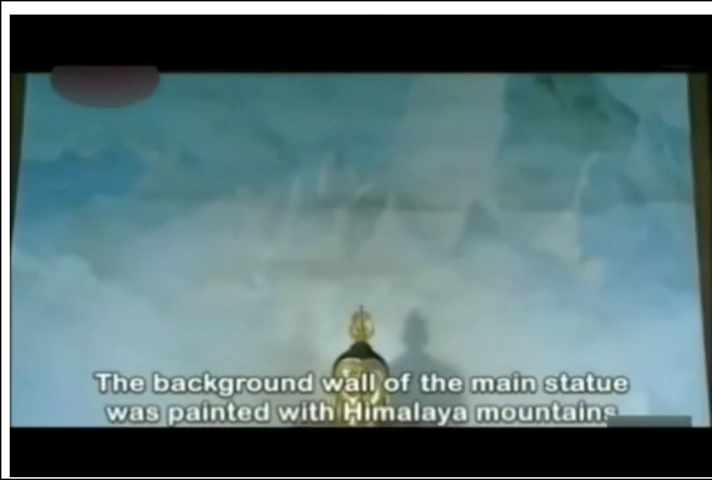 The background wall of the main statue
was painted with Himalaya mountains